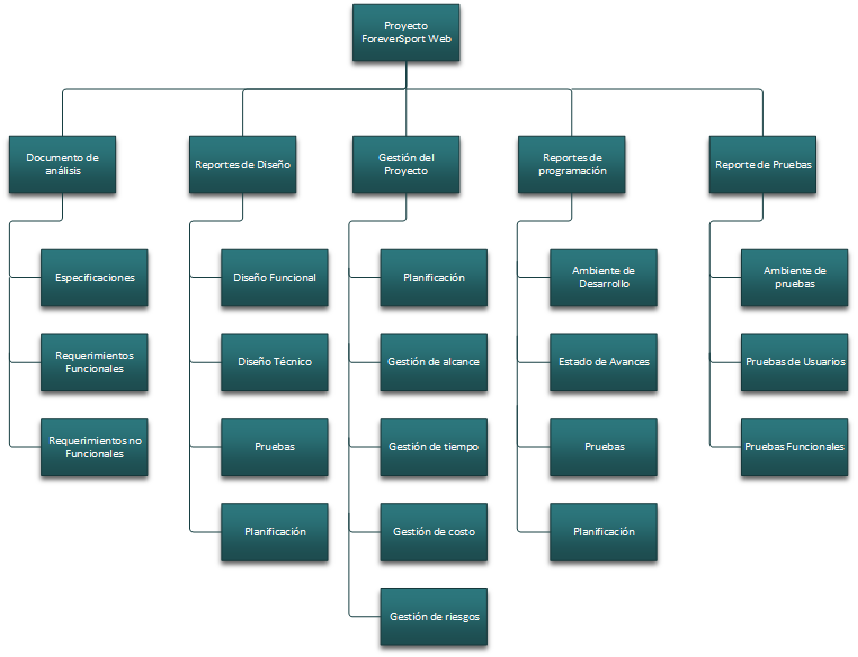 Proyecto
ForeverSport Web
Documento de
análisis
Reportes de Diseño
Gestión del
Proyecto
Reportes de
programación
Reporte de Pruebas
Especificaciones
Requerimientos
Funcionales
Requerimientos no
Funcionales
Diseño Funcional
Diseño Técnico
Pruebas
Planificación
Planificación
Gestión de alcance
Gestión de tiempo
Gestión de costo
Gestión de riesgos
Ambiente de
Desarrollo
Estado de Avances
Pruebas
Planificación
Ambiente de
pruebas
Pruebas de Usuarios
Pruebas Funcionales